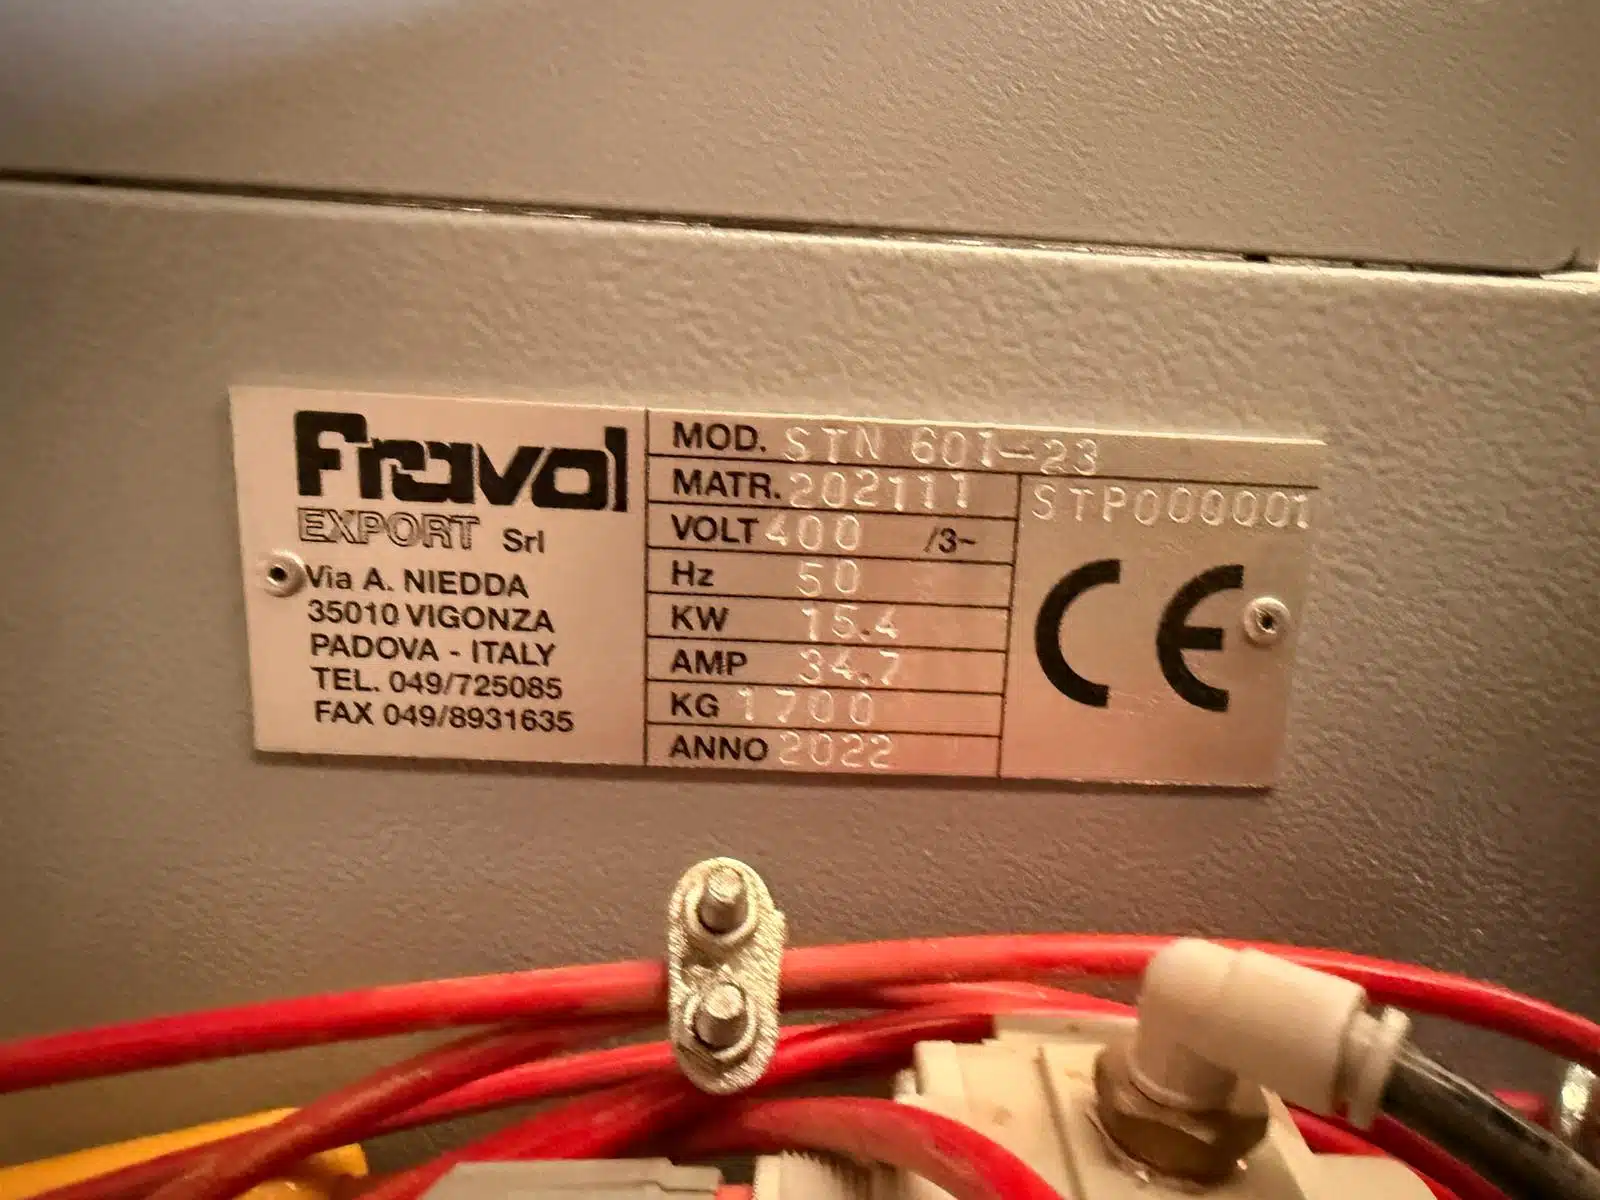 Fravol
EXPORT Srl
Via A. NIEDDA
35010 VIGONZA
PADOVA - ITALY
TEL. 049/725085
FAX 049/8931635
MOD. STN 601-23
MATR. 202111
STP000001
VOLT 400 /3~
Hz 50
KW 15.4
AMP 34.7
KG 1700
ANNO 2022
CE